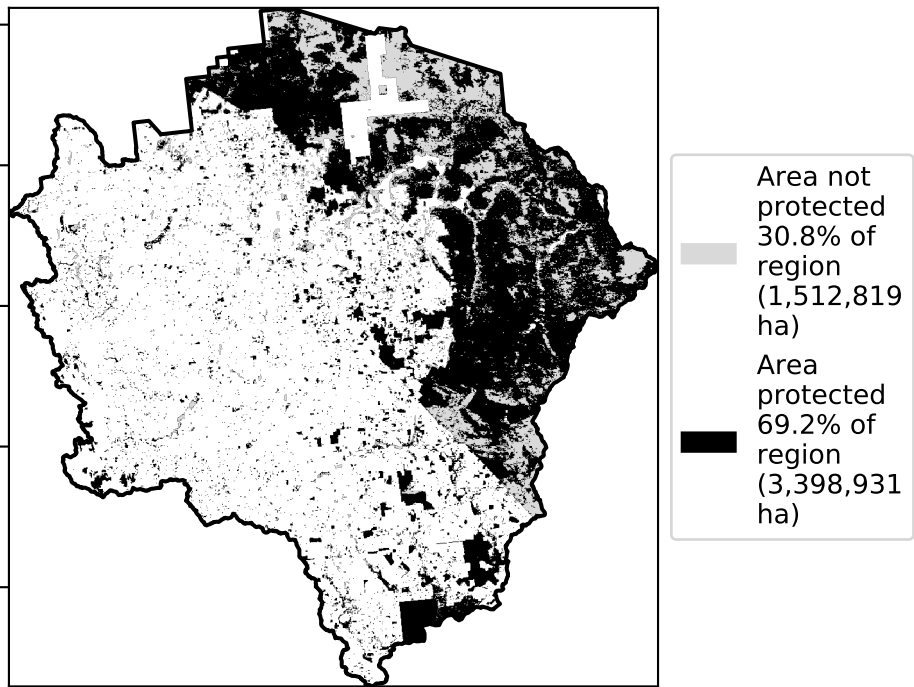 Area not
protected
30.8% of
region
(1,512,819
ha)
Area
protected
69.2% of
region
(3,398,931
ha)